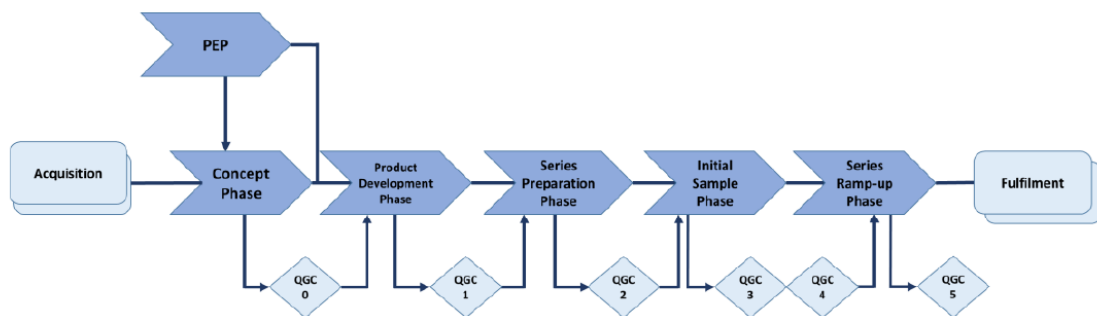 PEP
Acquisition
Concept
Phase
Product
Development
Phase
Series
Preparation
Phase
Initial
Sample
Phase
Series
Ramp-up
Phase
Fulfilment
QGC
0
QGC
1
QGC
2
QGC
3
QGC
4
QGC
5